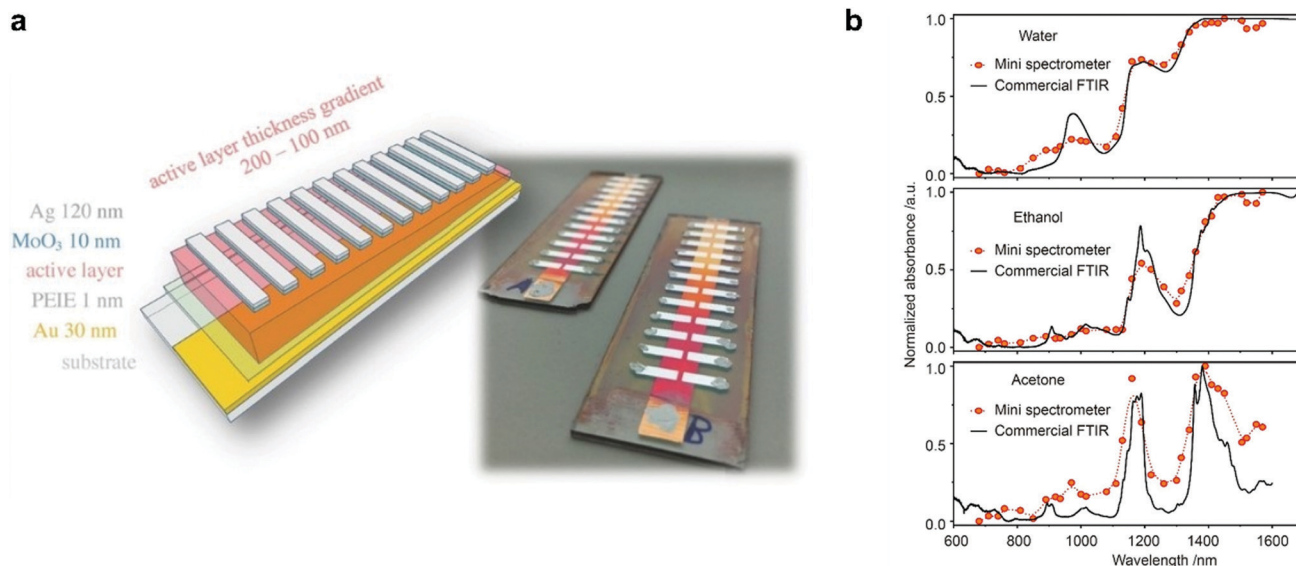 a
active layer thickness gradient
200 – 100 nm
Ag 120 nm
MoO₃ 10 nm
active layer
PEIE 1 nm
Au 30 nm
substrate
A
B
b
Normalized absorbance /a.u.
1.0
0.5
0.0
Water
Mini spectrometer
Commercial FTIR
1.0
0.5
0.0
Ethanol
Mini spectrometer
Commercial FTIR
1.0
0.5
0.0
Acetone
Mini spectrometer
Commercial FTIR
600 800 1000 1200 1400 1600
Wavelength /nm